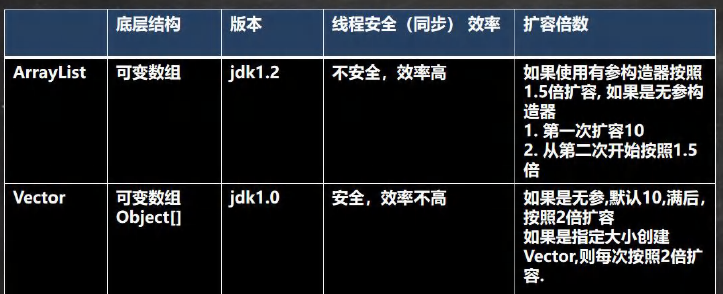 底层结构 版本 线程安全（同步） 效率 扩容倍数
ArrayList 可变数组 jdk1.2 不安全，效率高 如果使用有参构造器按照
1.5倍扩容, 如果是无参构
造器
1. 第一次扩容10
2. 从第二次开始按照1.5
倍
Vector 可变数组 jdk1.0 安全，效率不高 如果是无参,默认10,满后，
Object[] 按照2倍扩容
如果是指定大小创建
Vector,则每次按照2倍扩
容.